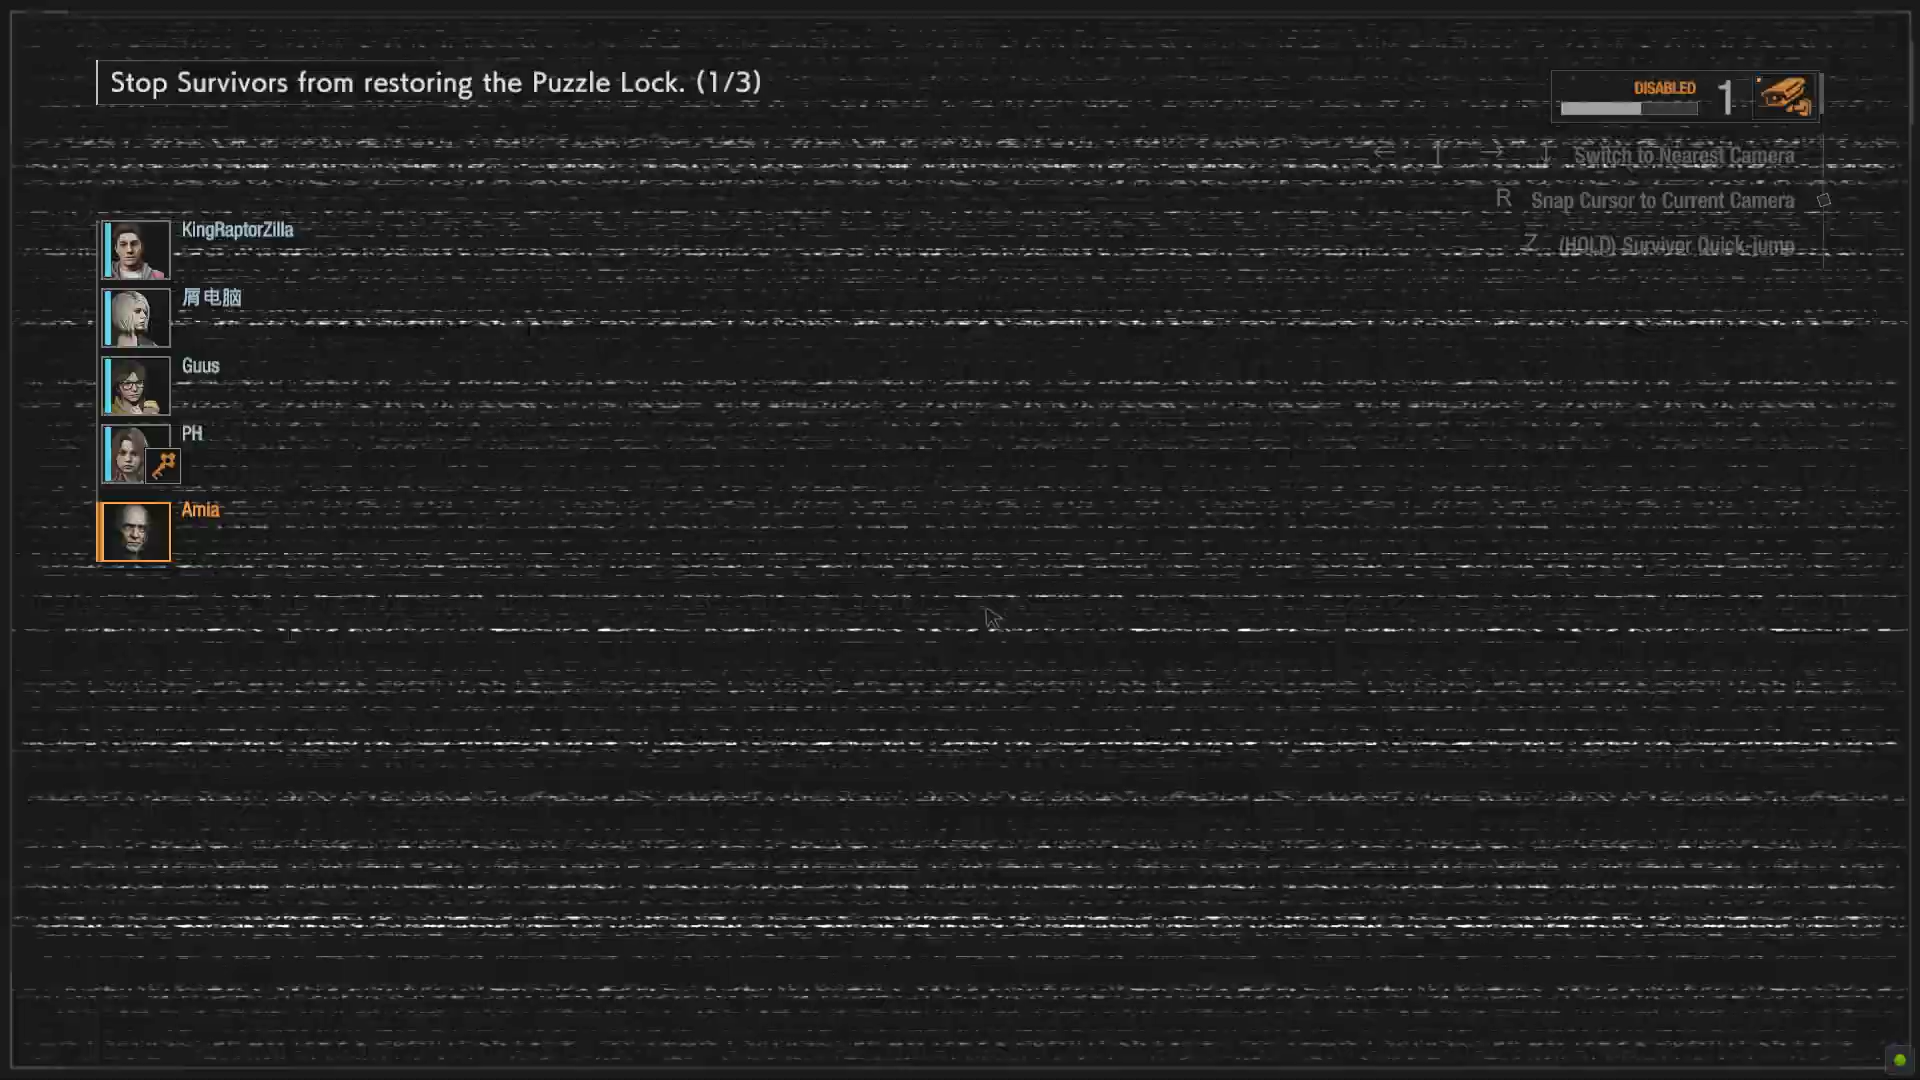 Stop Survivors from restoring the Puzzle Lock. (1/3)
DISABLED
1
Switch to Nearest Camera
R Snap Cursor to Current Camera
Z (HOLD) Survivor Quick-jump
KingRaptorZilla
屑电脑
Guus
PH
Amia